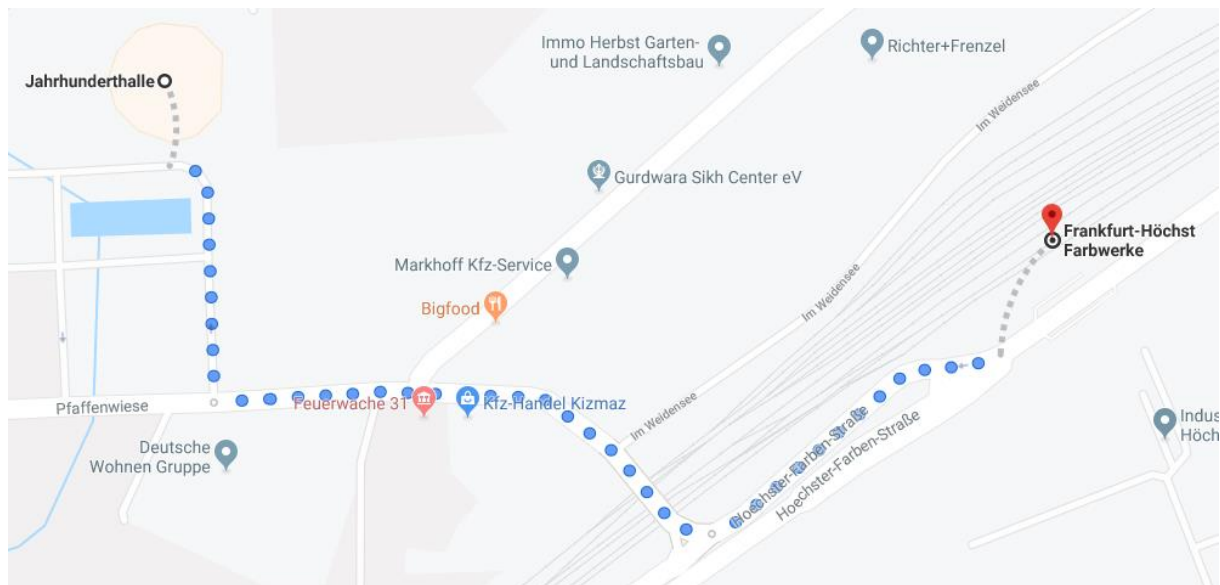 Immo Herbst Garten-
und Landschaftsbau
Richter+Frenzel
Jahrhunderthalle
Im Weidensee
Gurdwara Sikh Center eV
Frankfurt-Höchst
Farbwerke
Markhoff Kfz-Service
Im Weidensee
Bigfood
Pfaffenwiese
Feuerwache 31
Kfz-Handel Kizmaz
Im Weidensee
Deutsche
Wohnen Gruppe
Hoechster-Farben-Straße
Hoechster-Farben-Straße
Indus
Höch